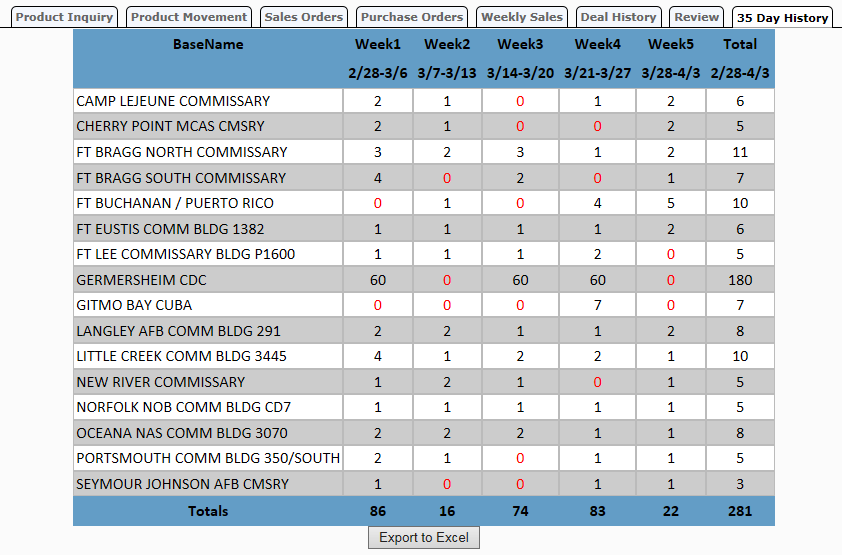 Product Inquiry Product Movement Sales Orders Purchase Orders Weekly Sales Deal History Review 35 Day History
BaseName Week1 Week2 Week3 Week4 Week5 Total
2/28-3/6 3/7-3/13 3/14-3/20 3/21-3/27 3/28-4/3 2/28-4/3
CAMP LEJEUNE COMMISSARY 2 1 0 1 2 6
CHERRY POINT MCAS CMSRY 2 1 0 0 2 5
FT BRAGG NORTH COMMISSARY 3 2 3 1 2 11
FT BRAGG SOUTH COMMISSARY 4 0 2 0 1 7
FT BUCHANAN / PUERTO RICO 0 1 0 4 5 10
FT EUSTIS COMM BLDG 1382 1 1 1 1 2 6
FT LEE COMMISSARY BLDG P1600 1 1 1 2 0 5
GERMERSHEIM CDC 60 0 60 60 0 180
GITMO BAY CUBA 0 0 0 7 0 7
LANGLEY AFB COMM BLDG 291 2 2 1 1 2 8
LITTLE CREEK COMM BLDG 3445 4 1 2 2 1 10
NEW RIVER COMMISSARY 1 2 1 0 1 5
NORFOLK NOB COMM BLDG CD7 1 1 1 1 1 5
OCEANA NAS COMM BLDG 3070 2 2 2 1 1 8
PORTSMOUTH COMM BLDG 350/SOUTH 2 1 0 1 1 5
SEYMOUR JOHNSON AFB CMSRY 1 0 0 1 1 3
Totals 86 16 74 83 22 281
Export to Excel